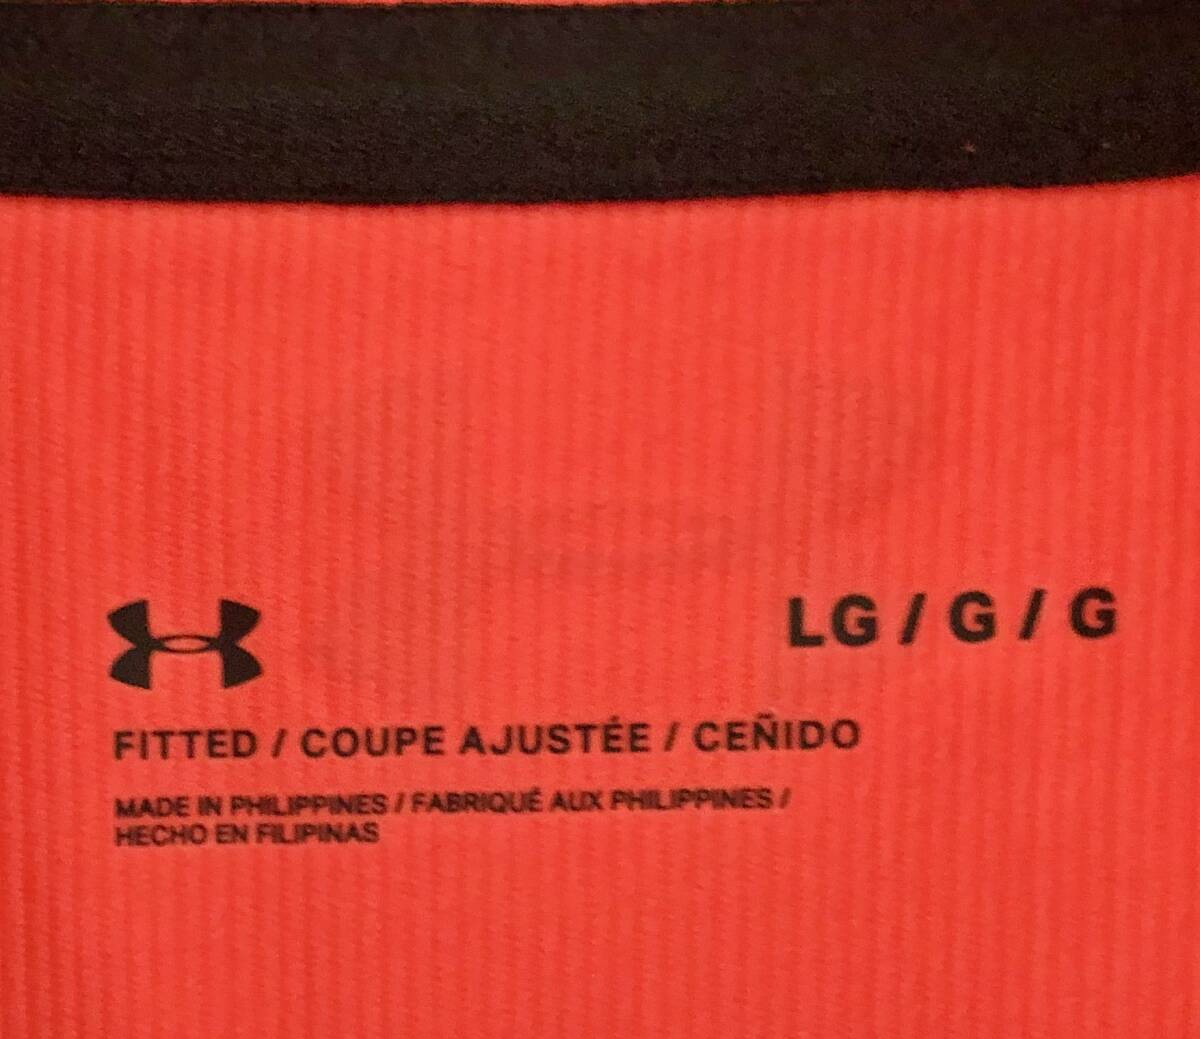 LG / G / G
FITTED / COUPE AJUSTÉE / CEÑIDO
MADE IN PHILIPPINES / FABRIQUÉ AUX PHILIPPINES /
HECHO EN FILIPINAS